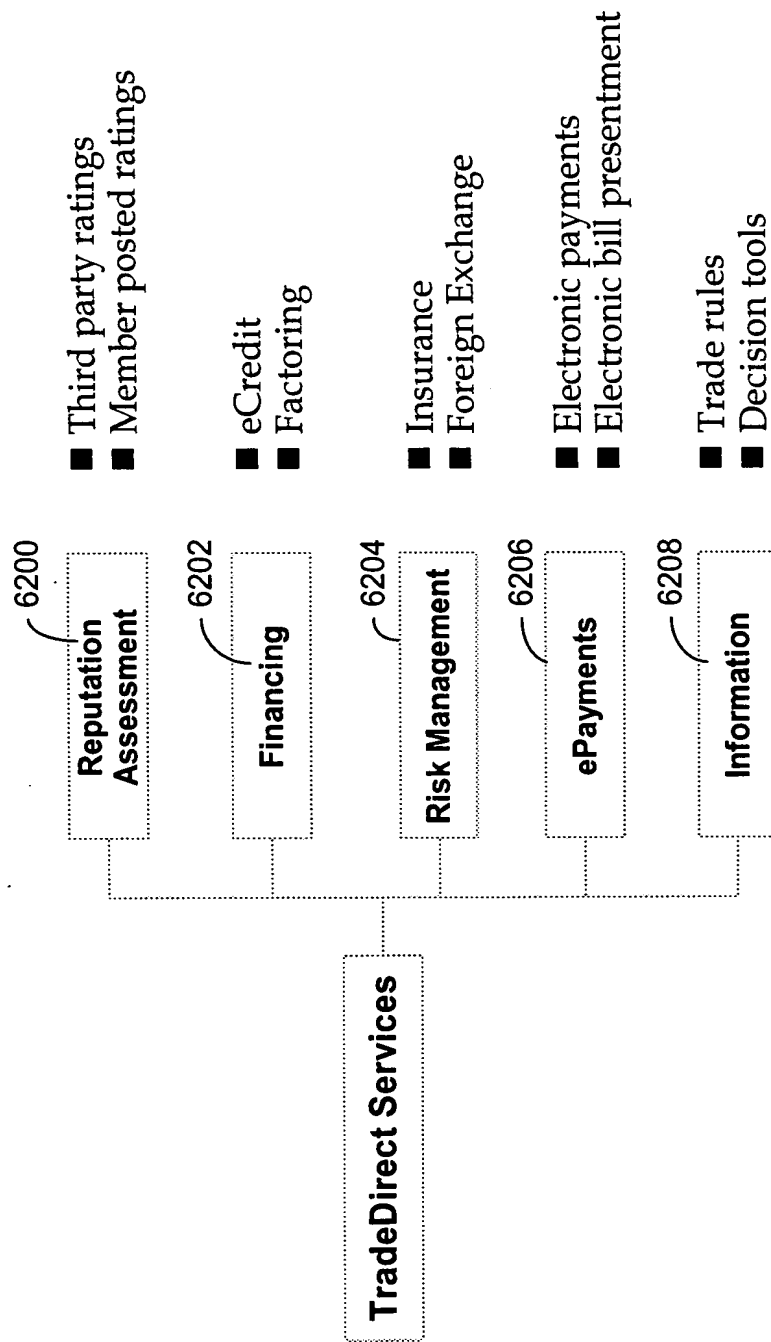 TradeDirect Services
Reputation
Assessment
6200
■ Third party ratings
■ Member posted ratings
Financing
6202
■ eCredit
■ Factoring
Risk Management
6204
■ Insurance
■ Foreign Exchange
ePayments
6206
■ Electronic payments
■ Electronic bill presentment
Information
6208
■ Trade rules
■ Decision tools